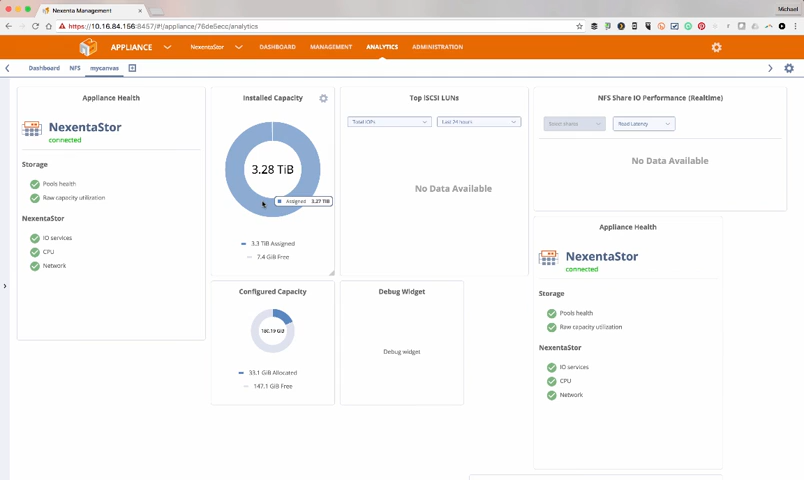 Nexenta Management
Michael
https://10.16.84.156:8457/#!/appliance/76de5ecc/analytics
APPLIANCE
NexentaStor
DASHBOARD
MANAGEMENT
ANALYTICS
ADMINISTRATION
Dashboard
NFS
mycanvas
Appliance Health
NexentaStor
connected
Storage
Pools health
Raw capacity utilization
NexentaStor
IO services
CPU
Network
Installed Capacity
3.28 TiB
Assigned 3.27 TiB
3.3 TiB Assigned
7.4 GiB Free
Top iSCSI LUNs
Total IOPs
Last 24 hours
No Data Available
NFS Share IO Performance (Realtime)
Select Shares
Read Latency
No Data Available
Configured Capacity
180.19 GiB
33.1 GiB Allocated
147.1 GiB Free
Debug Widget
Debug widget
Appliance Health
NexentaStor
connected
Storage
Pools health
Raw capacity utilization
NexentaStor
IO services
CPU
Network